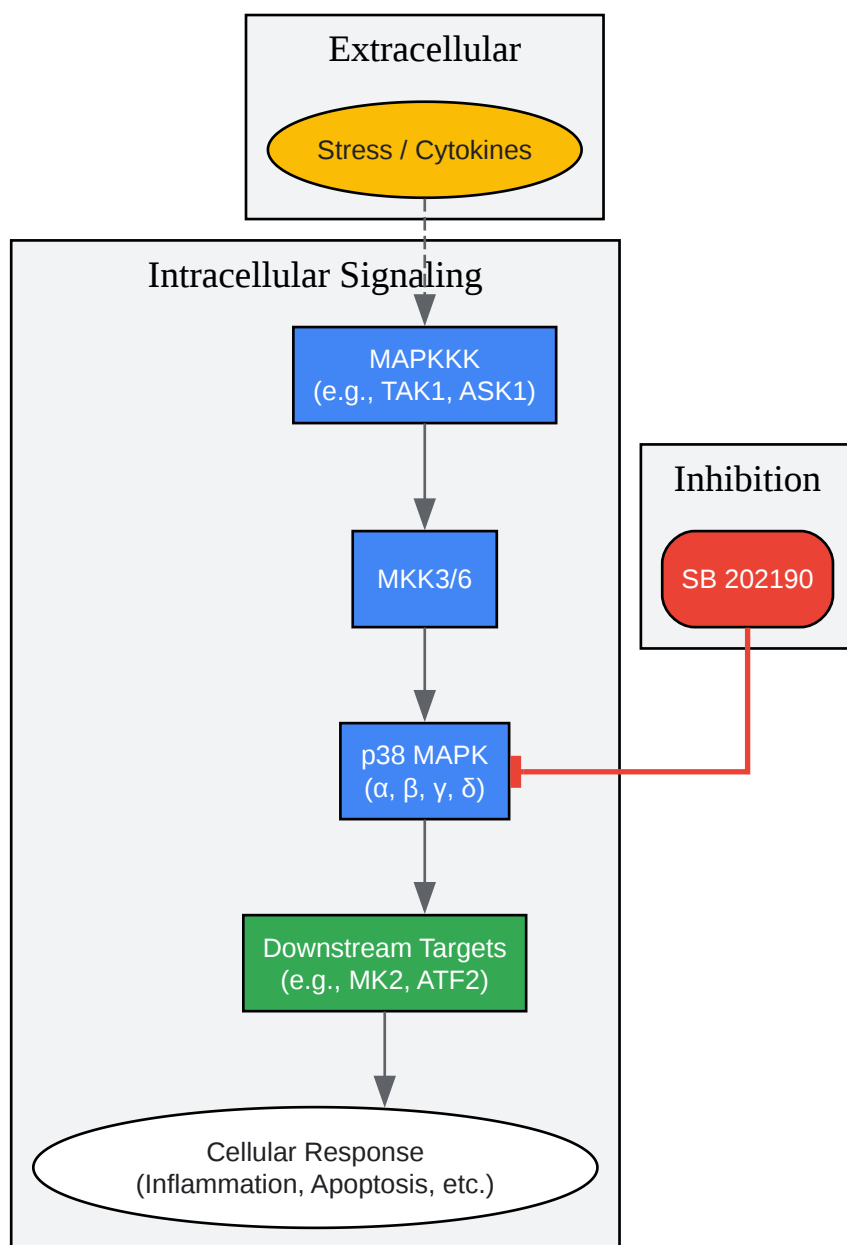 Extracellular
Stress / Cytokines
Intracellular Signaling
MAPKKK
(e.g., TAK1, ASK1)
MKK3/6
Inhibition
SB 202190
p38 MAPK
(α, β, γ, δ)
Downstream Targets
(e.g., MK2, ATF2)
Cellular Response
(Inflammation, Apoptosis, etc.)